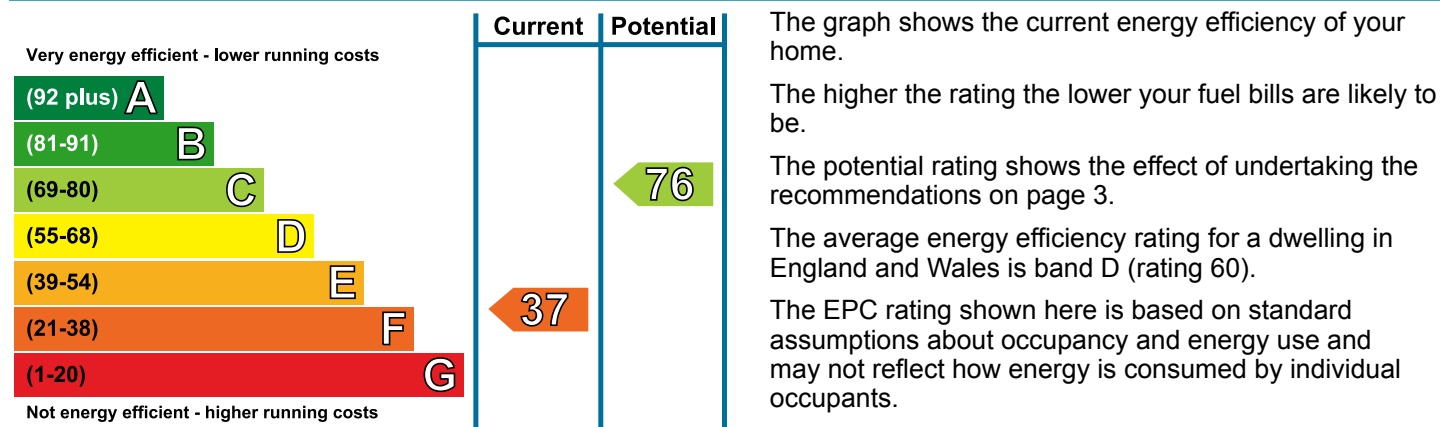 Current Potential
Very energy efficient - lower running costs
(92 plus) A
(81-91) B
(69-80) C
76
(55-68) D
(39-54) E
37
(21-38) F
(1-20) G
Not energy efficient - higher running costs
The graph shows the current energy efficiency of your
home.
The higher the rating the lower your fuel bills are likely to
be.
The potential rating shows the effect of undertaking the
recommendations on page 3.
The average energy efficiency rating for a dwelling in
England and Wales is band D (rating 60).
The EPC rating shown here is based on standard
assumptions about occupancy and energy use and
may not reflect how energy is consumed by individual
occupants.